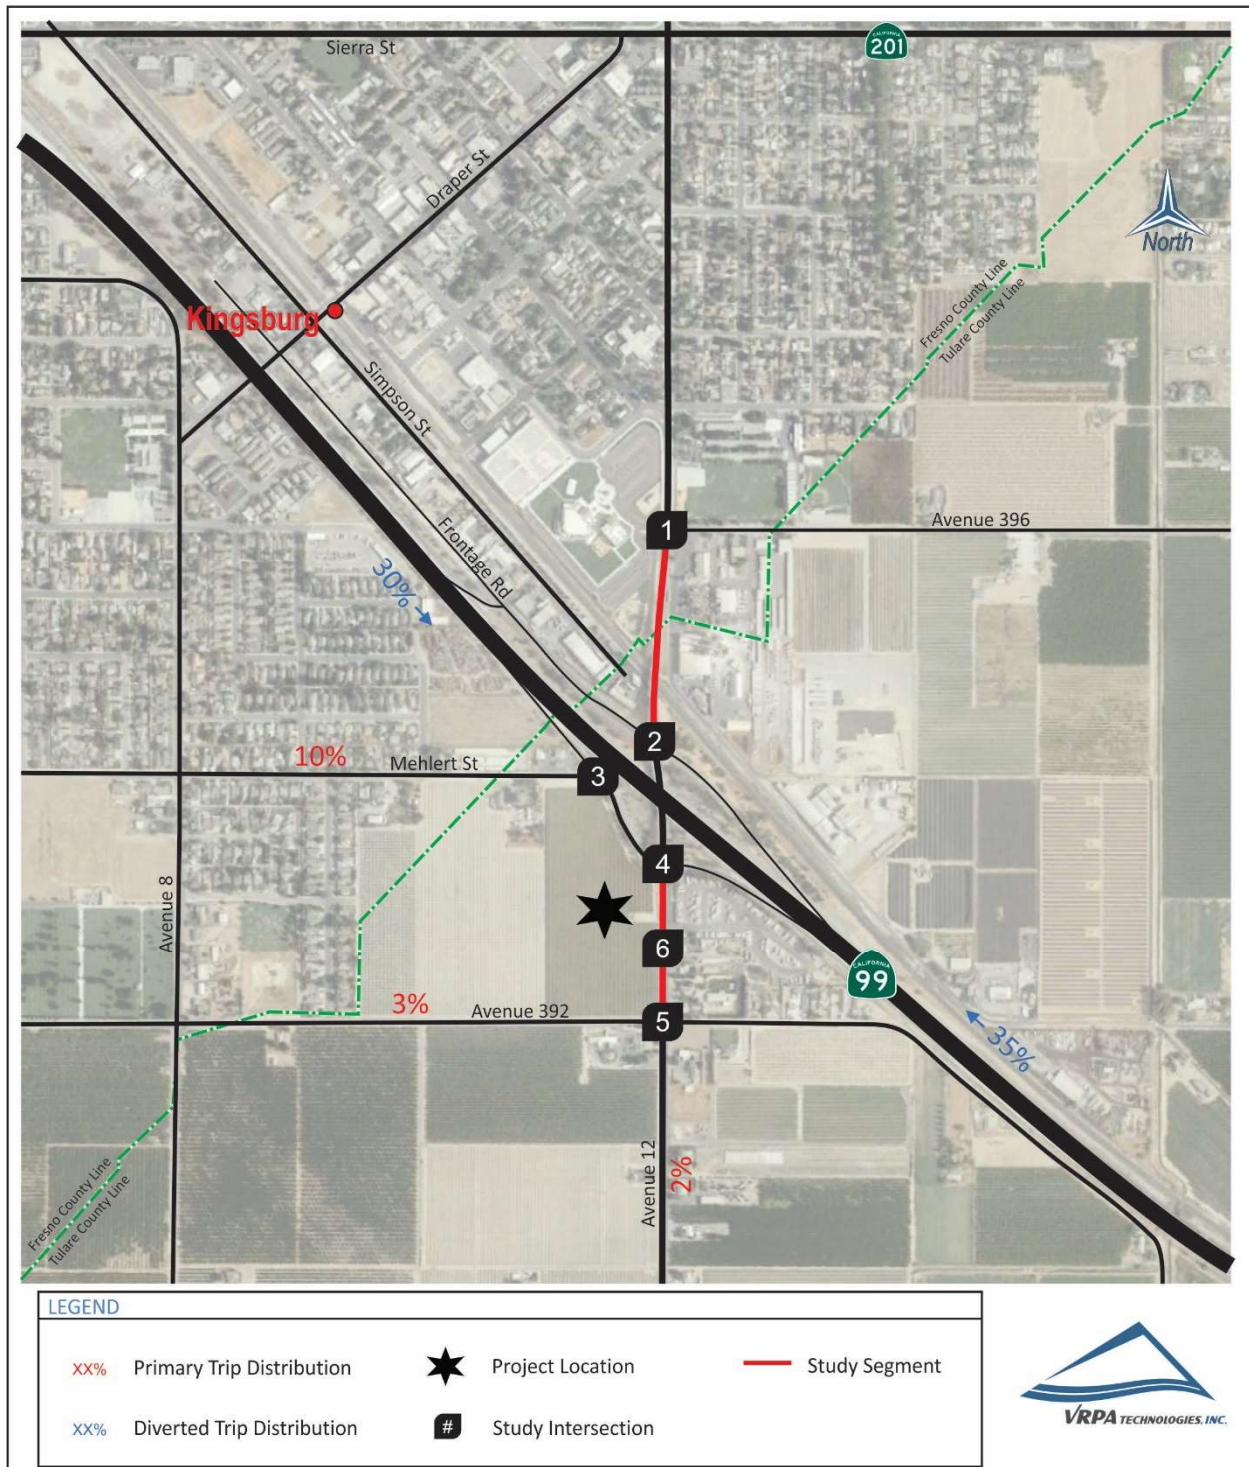 Sierra St
CALIFORNIA
201
Draper St
North
Fresno County Line
Tulare County Line
Kingsburg
Simpson St
1
Avenue 396
Frontage Rd
30%
2
10%
Mehlert St
3
4
Avenue 8
6
CALIFORNIA
99
3%
Avenue 392
5
35%
Avenue 12
2%
Fresno County Line
Tulare County Line
LEGEND
XX% Primary Trip Distribution
Project Location
Study Segment
XX% Diverted Trip Distribution
# Study Intersection
VRPA TECHNOLOGIES, INC.